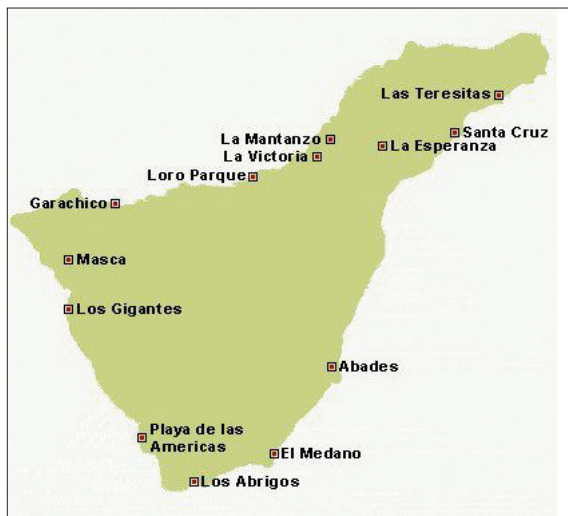 Las Teresitas
Santa Cruz
La Mantanzo
La Esperanza
La Victoria
Loro Parque
Garachico
Masca
Los Gigantes
Abades
Playa de las
Americas
El Medano
Los Abrigos